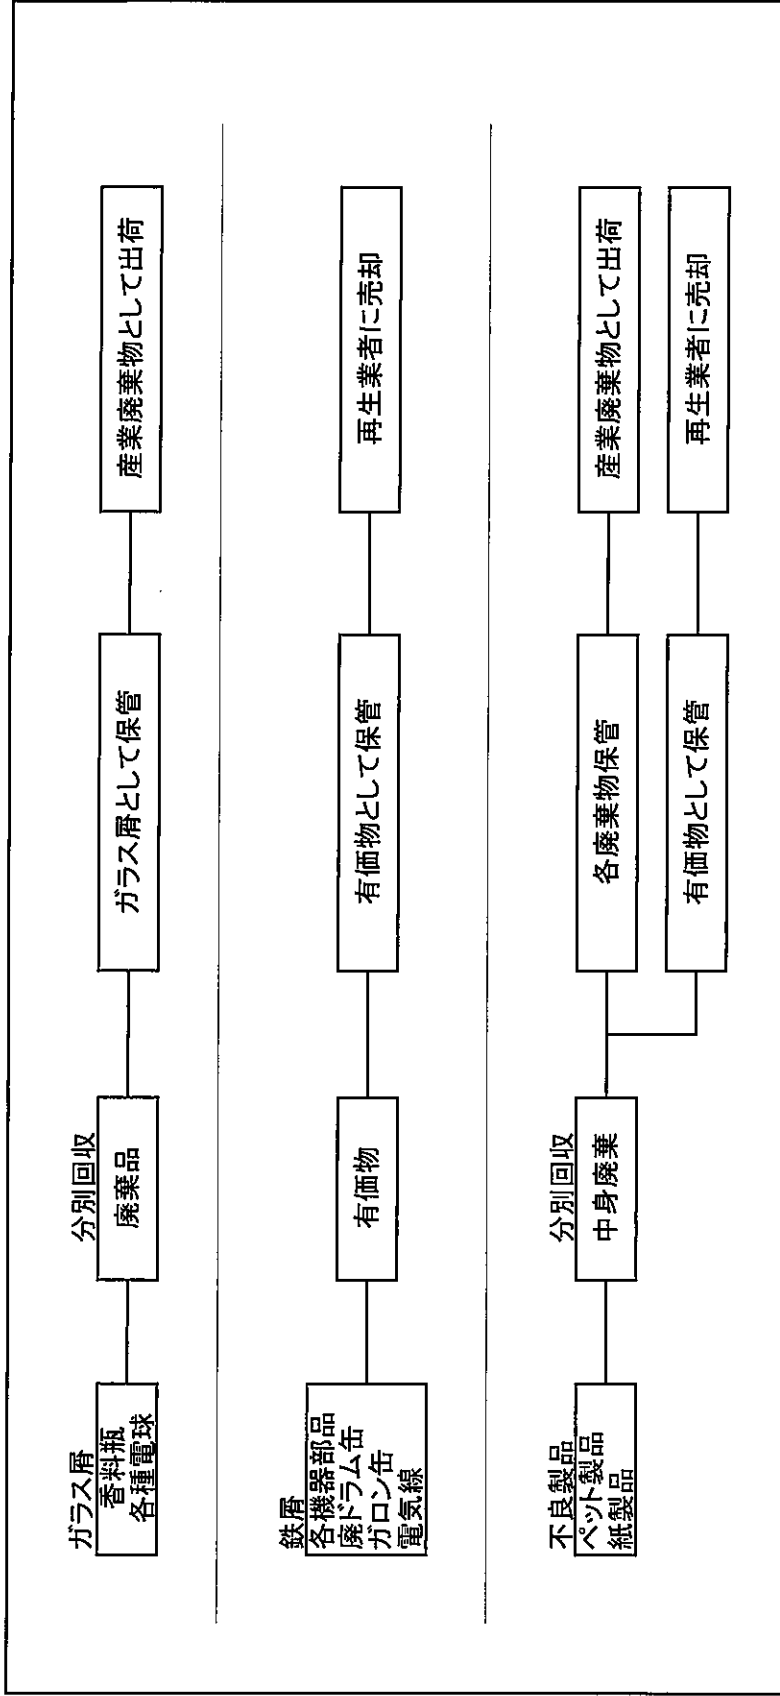 ガラス屑
香料瓶
各種電球
分別回収
廃棄品
ガラス屑として保管
産業廃棄物として出荷
鉄屑
各機器部品
廃ドラム缶
ガロン缶
電気線
有価物
有価物として保管
再生業者に売却
不良製品
ペット製品
紙製品
分別回収
中身廃棄
各廃棄物保管
産業廃棄物として出荷
有価物として保管
再生業者に売却